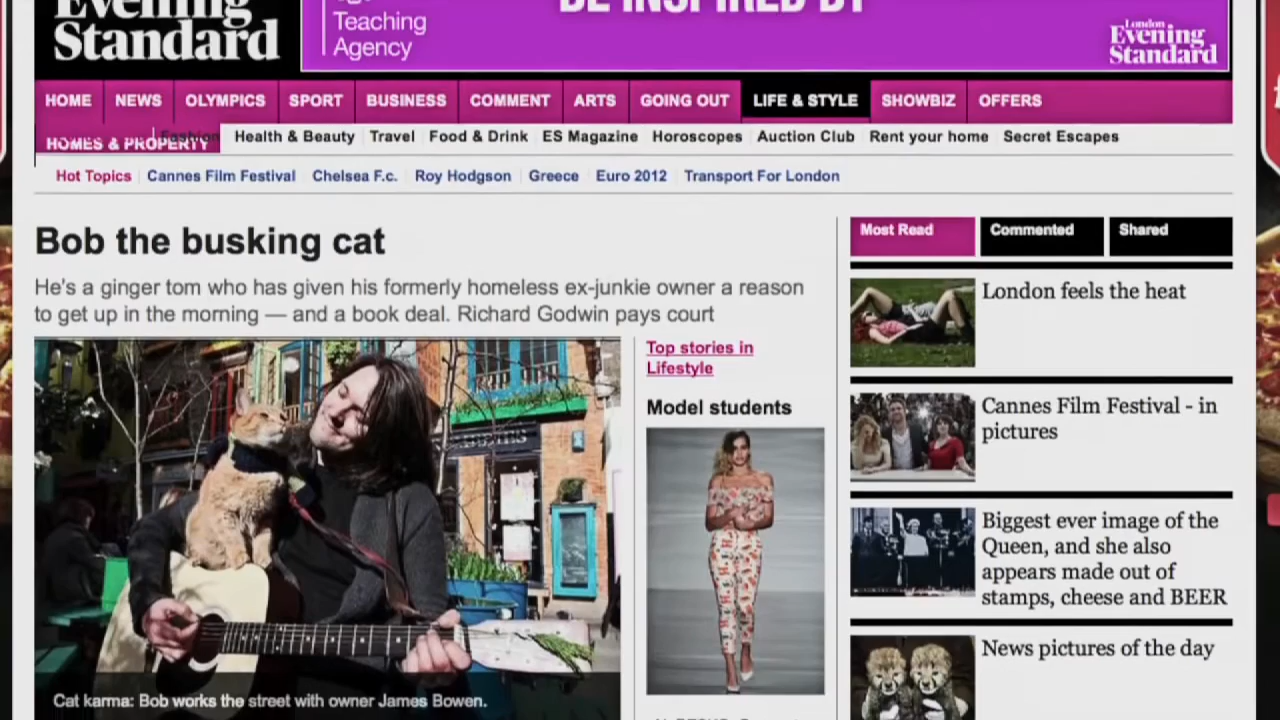 Evening
Standard
Teaching
Agency
BE INSPIRED BY
London
Evening
Standard
HOME NEWS OLYMPICS SPORT BUSINESS COMMENT ARTS GOING OUT LIFE & STYLE SHOWBIZ OFFERS
HOMES & PROPERTY Fashion Health & Beauty Travel Food & Drink ES Magazine Horoscopes Auction Club Rent your home Secret Escapes
Hot Topics Cannes Film Festival Chelsea F.c. Roy Hodgson Greece Euro 2012 Transport For London
Bob the busking cat
He's a ginger tom who has given his formerly homeless ex-junkie owner a reason
to get up in the morning — and a book deal. Richard Godwin pays court
Cat karma: Bob works the street with owner James Bowen.
Top stories in
Lifestyle
Model students
Most Read Commented Shared
London feels the heat
Cannes Film Festival - in
pictures
Biggest ever image of the
Queen, and she also
appears made out of
stamps, cheese and BEER
News pictures of the day